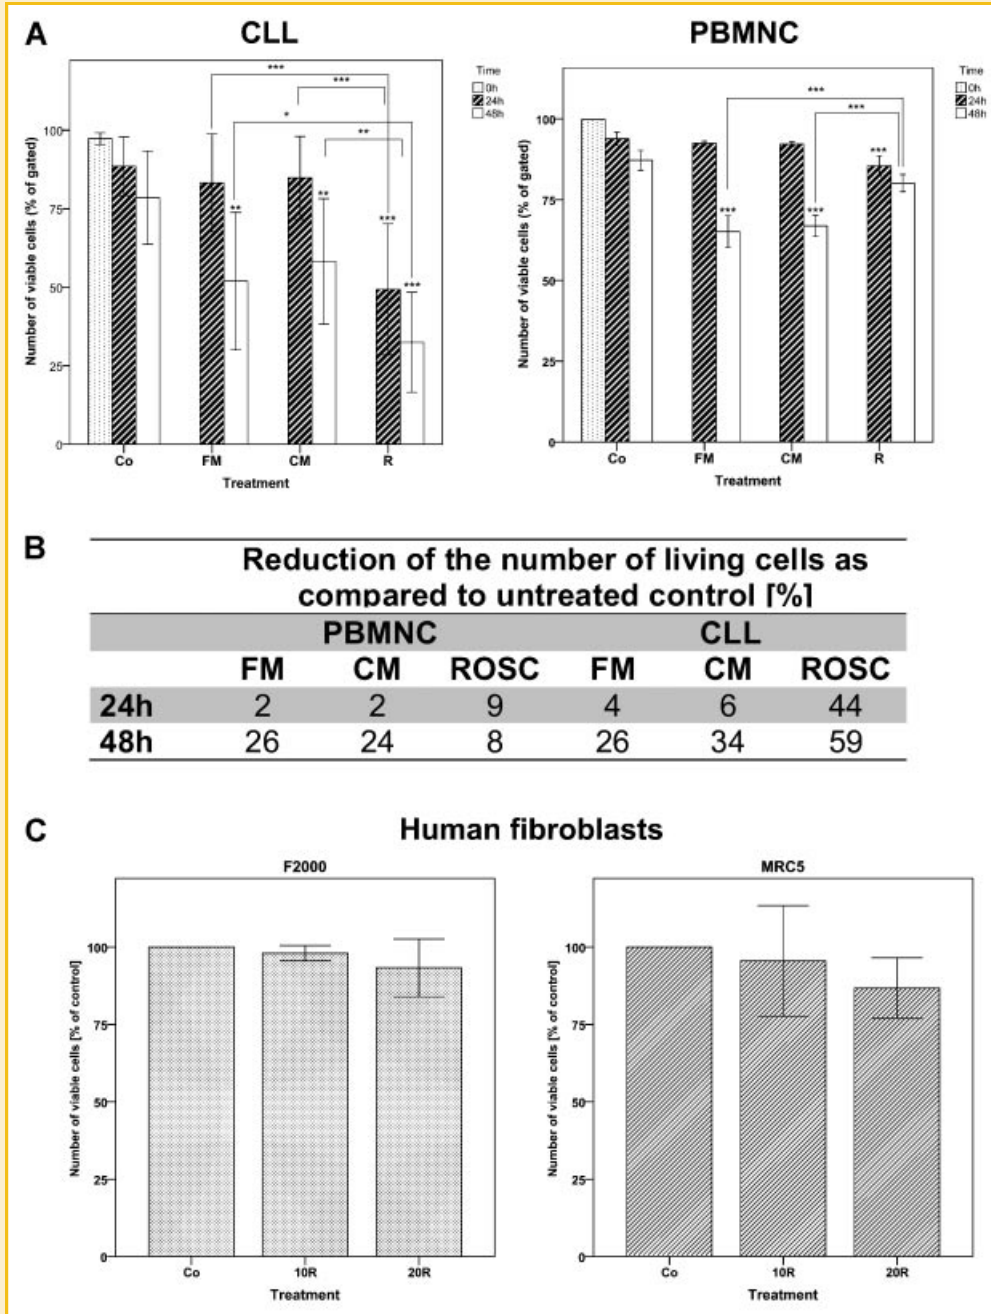 A
CLL
PBMNC
Number of viable cells (% of gated)
100
75
50
25
0
***
***
*
**
**
**
***
***
Time
0h
24h
48h
Co
FM
CM
R
Treatment
Number of viable cells (% of gated)
100
75
50
25
0
***
***
***
***
***
Time
0h
24h
48h
Co
FM
CM
R
Treatment
B
Reduction of the number of living cells as
compared to untreated control [%]
PBMNC CLL
FM CM ROSC FM CM ROSC
24h 2 2 9 4 6 44
48h 26 24 8 26 34 59
C
Human fibroblasts
F2000
Number of viable cells [% of control]
100
75
50
25
0
Co
10R
20R
Treatment
MRC5
Number of viable cells [% of control]
100
75
50
25
0
Co
10R
20R
Treatment